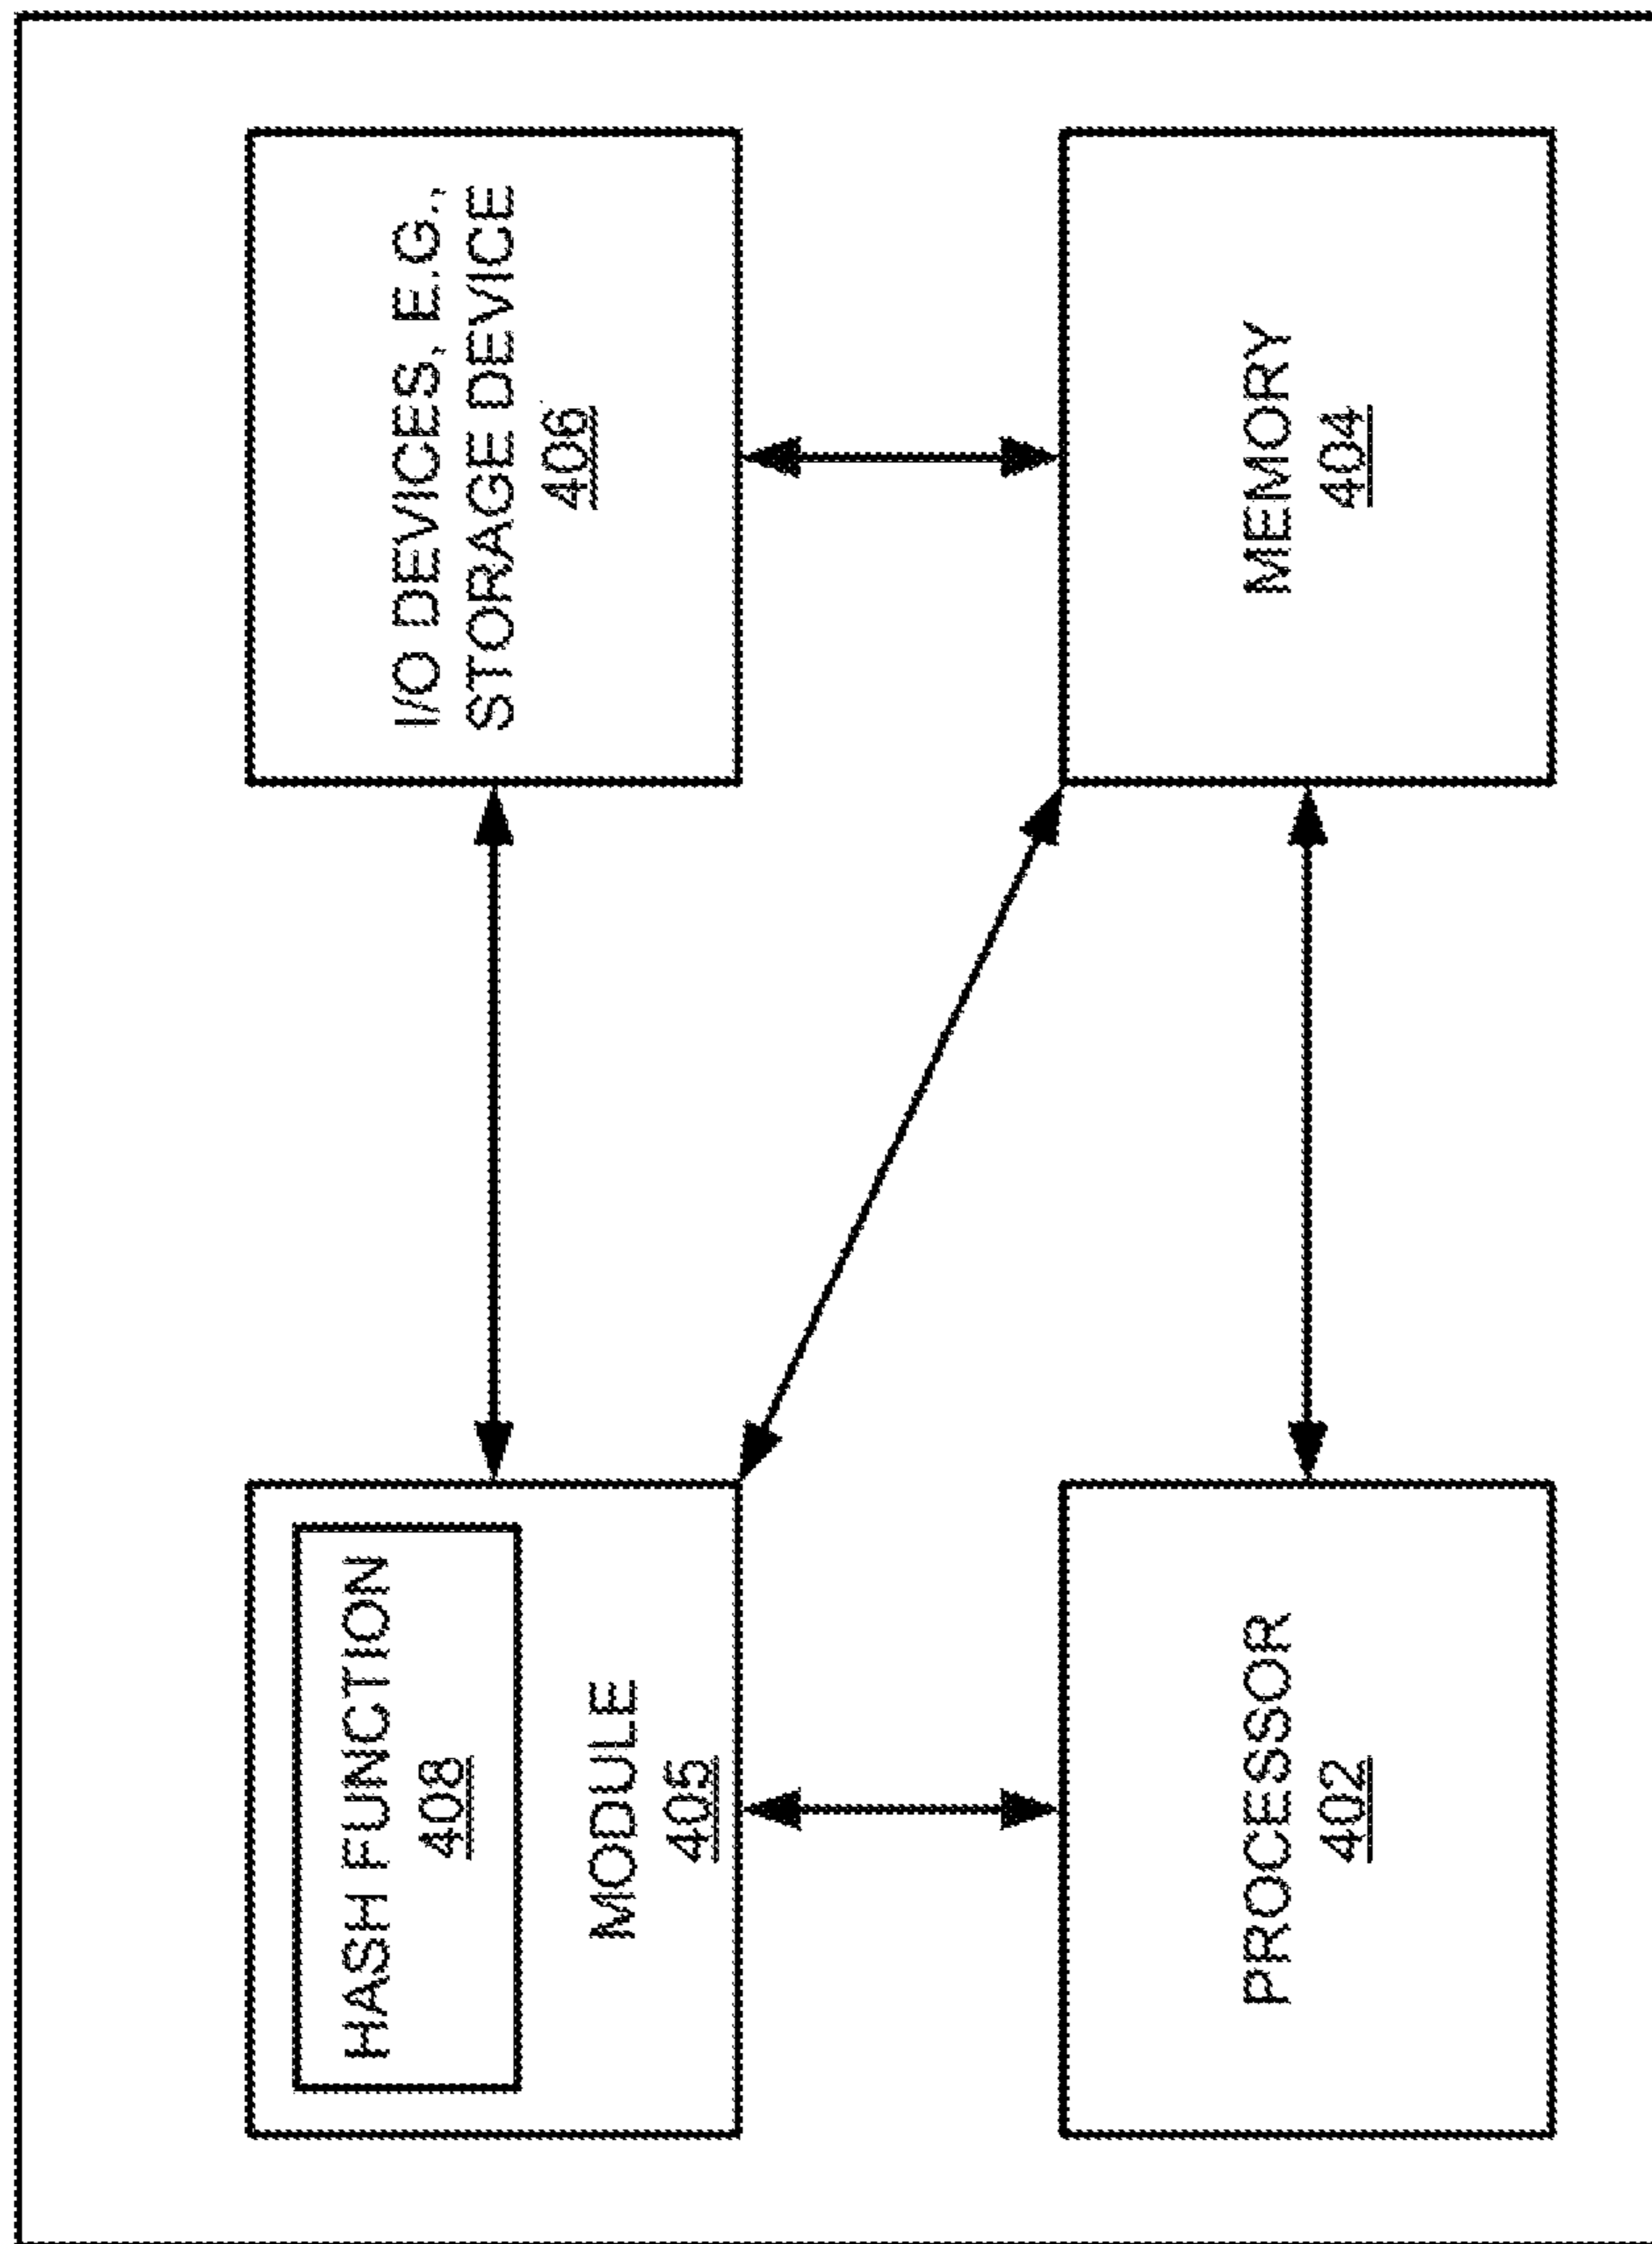 HASH FUNCTION
408
MODULE
405
I/O DEVICES, E.G.,
STORAGE DEVICE
406
PROCESSOR
402
MEMORY
404